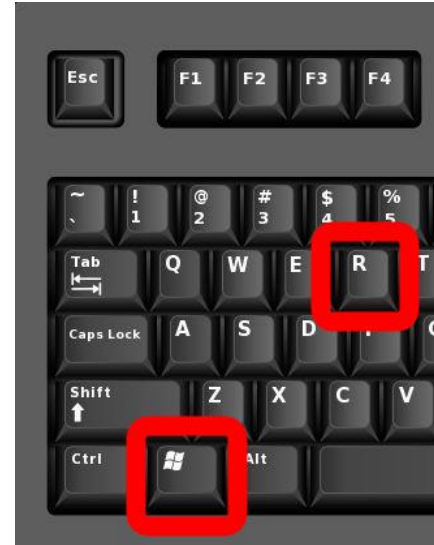 Esc F1 F2 F3 F4
~ ! @ # $ %
` 1 2 3 4 5
Tab Q W E R T
Caps Lock A S D
Shift Z X C V
Ctrl Alt